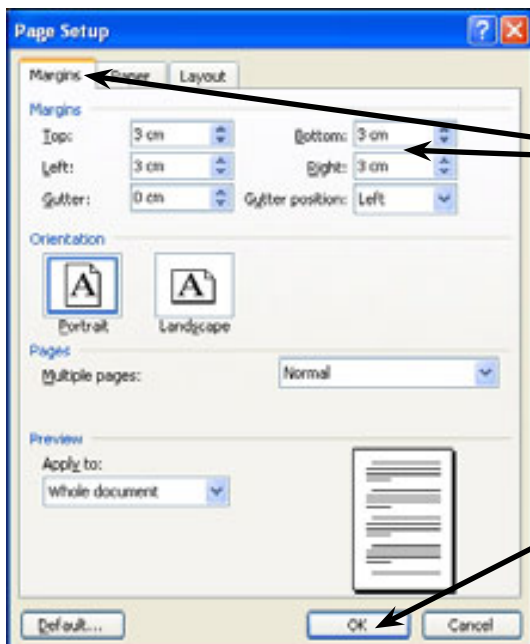 Page Setup
Margins Paper Layout
Margins
Top: 3 cm Bottom: 3 cm
Left: 3 cm Right: 3 cm
Gutter: 0 cm Gutter position: Left
Orientation
A A
Portrait Landscape
Pages
Multiple pages: Normal
Preview
Apply to:
Whole document
Default... OK Cancel